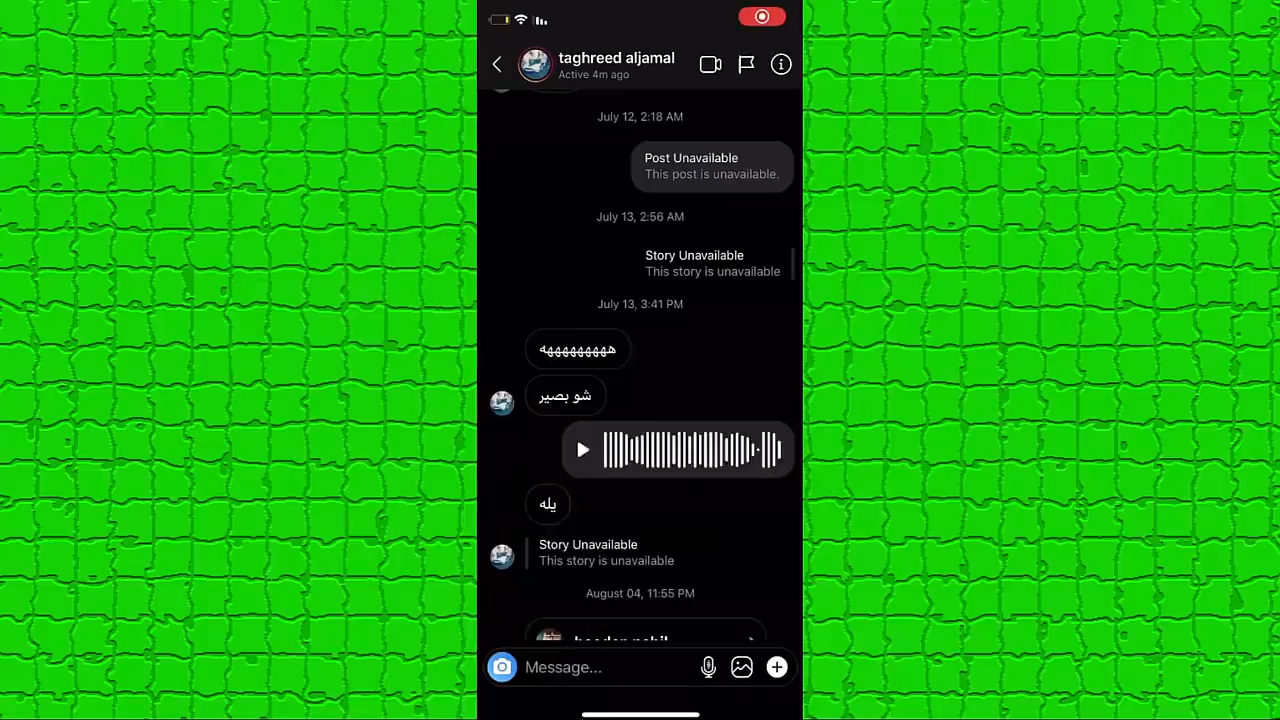 taghreed aljamal
Active 4m ago
July 12, 2:18 AM
Post Unavailable
This post is unavailable.
July 13, 2:56 AM
Story Unavailable
This story is unavailable
July 13, 3:41 PM
هههههههههه
شو بصير
يله
Story Unavailable
This story is unavailable
August 04, 11:55 PM
Message...